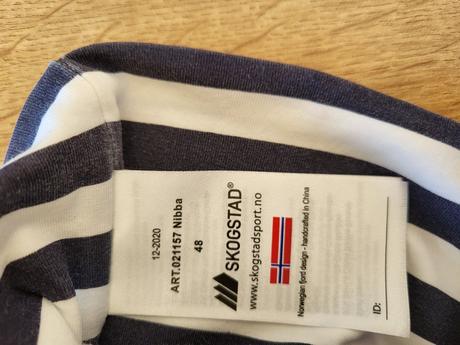 12-2020
ART.021157 Nibba
48
SKOGSTAD®
www.skogstadsport.no
Norwegian fjord design - handcrafted in China
ID: